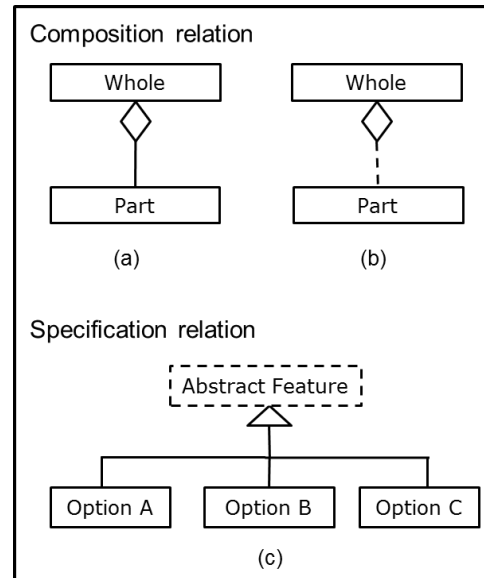 Composition relation
Whole Whole
Part Part
(a) (b)
Specification relation
Abstract Feature
Option A Option B Option C
(c)